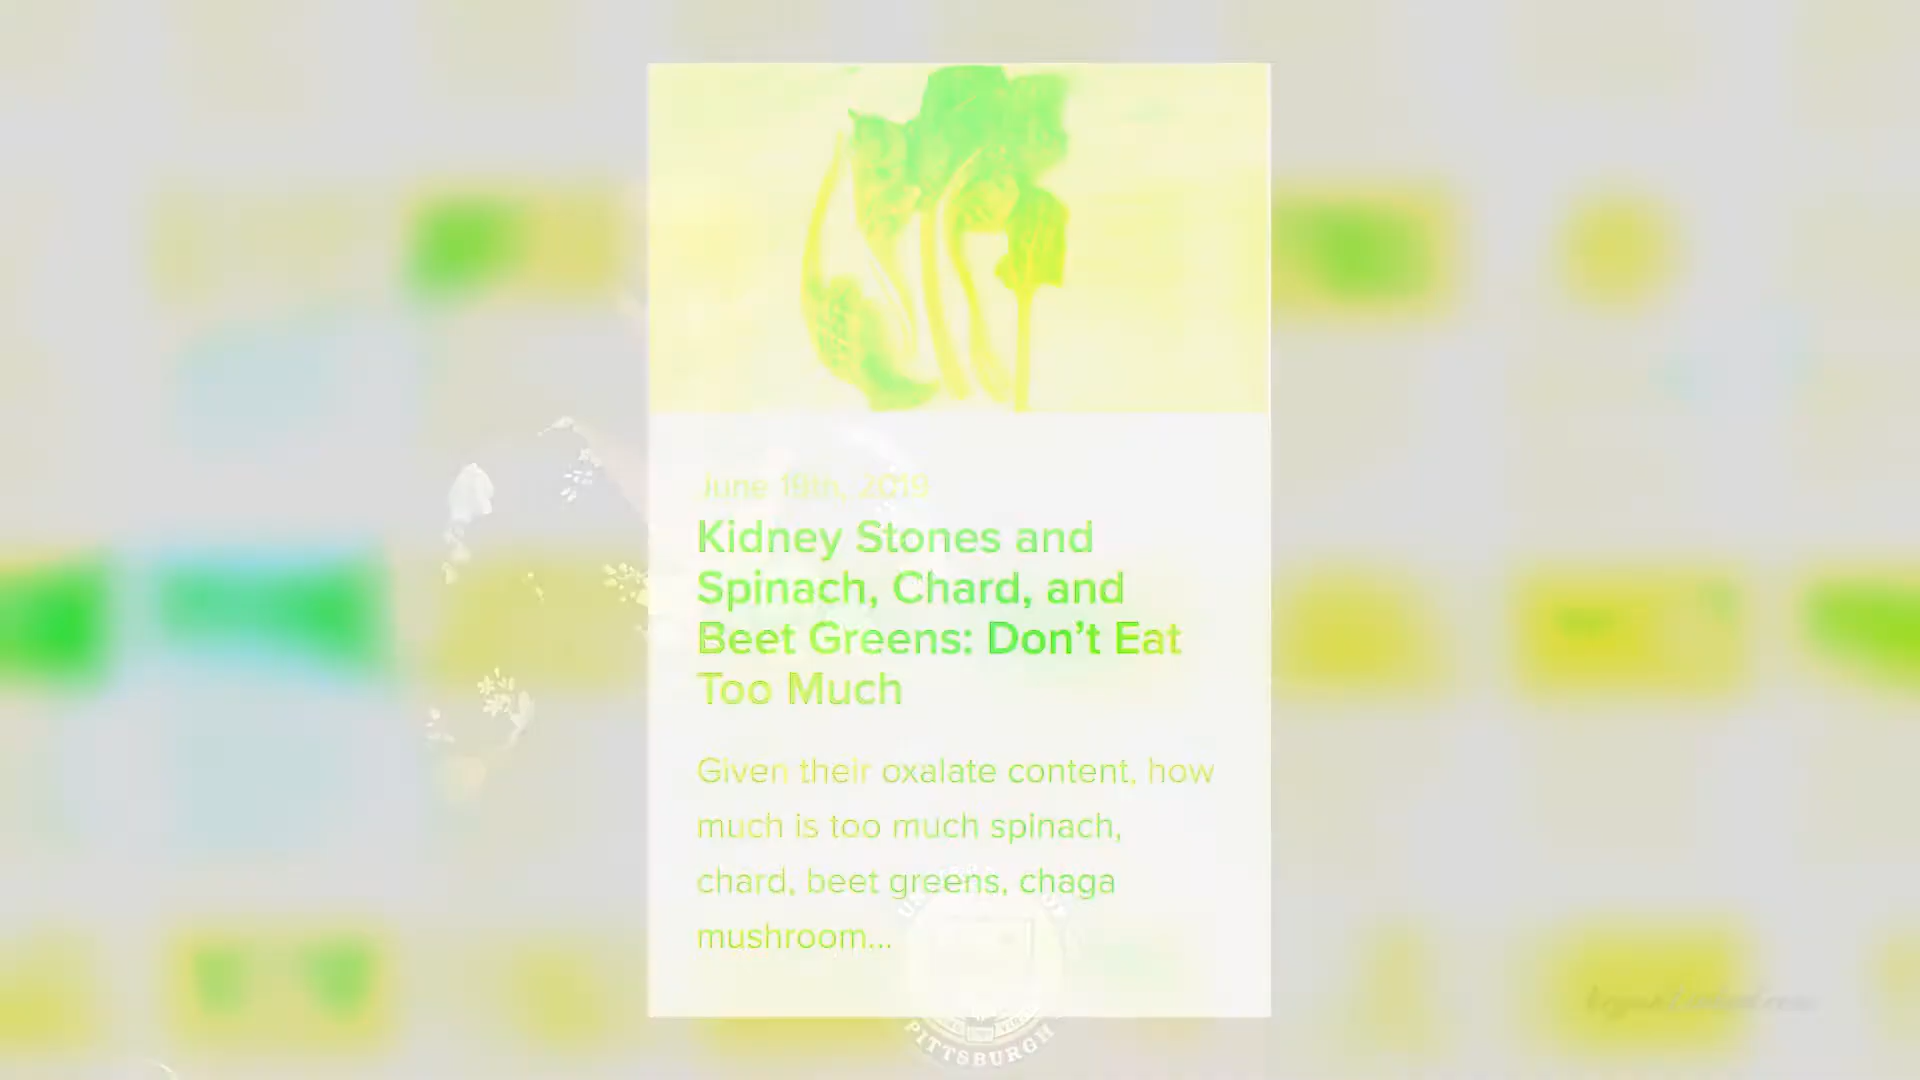 June 19th, 2019
Kidney Stones and
Spinach, Chard, and
Beet Greens: Don’t Eat
Too Much
Given their oxalate content, how
much is too much spinach,
chard, beet greens, chaga
mushroom...
PITTSBURGH